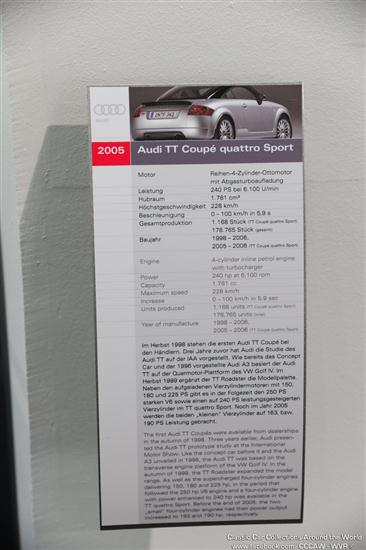 IN·TT 342
Audi
2005 Audi TT Coupé quattro Sport
Motor Reihen-4-Zylinder-Ottomotor
mit Abgasturboaufladung
Leistung 240 PS bei 6.100 U/min
Hubraum 1.781 cm³
Höchstgeschwindigkeit 228 km/h
Beschleunigung 0 – 100 km/h in 5.9 s
Gesamtproduktion 1.168 Stück (TT Coupé quattro Sport)
178.765 Stück (gesamt)
Baujahr 1998 – 2006,
2005 – 2006 (TT Coupé quattro Sport)
Engine 4-cylinder inline petrol engine
with turbocharger
Power 240 hp at 6,100 rpm
Capacity 1.781 cc
Maximum speed 228 km/h
Increase 0 – 100 km/h in 5.9 sec
Units produced 1.168 units (TT Coupé quattro Sport)
178,765 units (total)
Year of manufacture 1998 – 2006,
2005 – 2006 (TT Coupé quattro Sport)
Im Herbst 1998 stehen die ersten Audi TT Coupé bei
den Händlern. Drei Jahre zuvor hat Audi die Studie des
Audi TT auf der IAA vorgestellt. Wie bereits das Concept
Car und der 1996 vorgestellte Audi A3 basiert der Audi
TT auf der Quermotor-Plattform des VW Golf IV. Im
Herbst 1999 ergänzt der TT Roadster die Modellpalette.
Neben den aufgeladenen Vierzylindermotoren mit 150,
180 und 225 PS gibt es in der Folgezeit den 250 PS
starken V6 sowie einen auf 240 PS leistungsgesteigerten
Vierzylinder im TT quattro Sport. Noch im Jahr 2005
werden die beiden „kleinen" Vierzylinder auf 163, bzw.
190 PS Leistung gebracht.
The first Audi TT Coupés were available from dealerships
in the autumn of 1998. Three years earlier, Audi presen-
ted the Audi TT prototype study at the International
Motor Show. Like the concept car before it and the Audi
A3 unveiled in 1996, the Audi TT was based on the
transverse engine platform of the VW Golf IV. In the
autumn of 1999, the TT Roadster expanded the model
range. As well as the supercharged four-cylinder engines
delivering 150, 180 and 225 hp, in the period that
followed the 250 hp V6 engine and a four-cylinder engine
with power enhanced to 240 hp was available in the
TT quattro Sport. Before the end of 2005, the two
„small" four-cylinder engines had their power output
increased to 163 and 190 hp, respectively.
Classic Car Collections Around the World
www.facebook.com/CCCAW-WVR